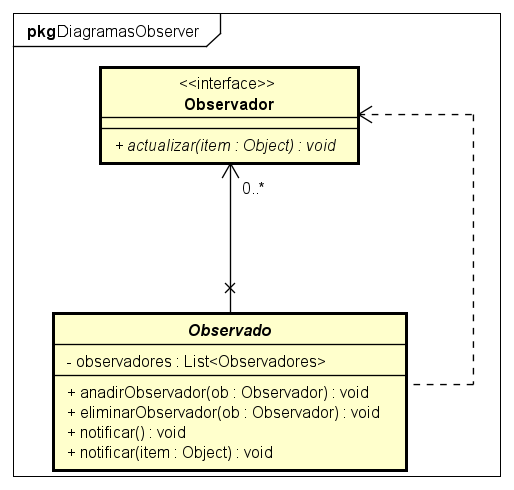 pkgDiagramasObserver
<<interface>>
Observador
+ actualizar(item : Object) : void
0..*
Observado
- observadores : List<Observadores>
+ anadirObservador(ob : Observador) : void
+ eliminarObservador(ob : Observador) : void
+ notificar() : void
+ notificar(item : Object) : void